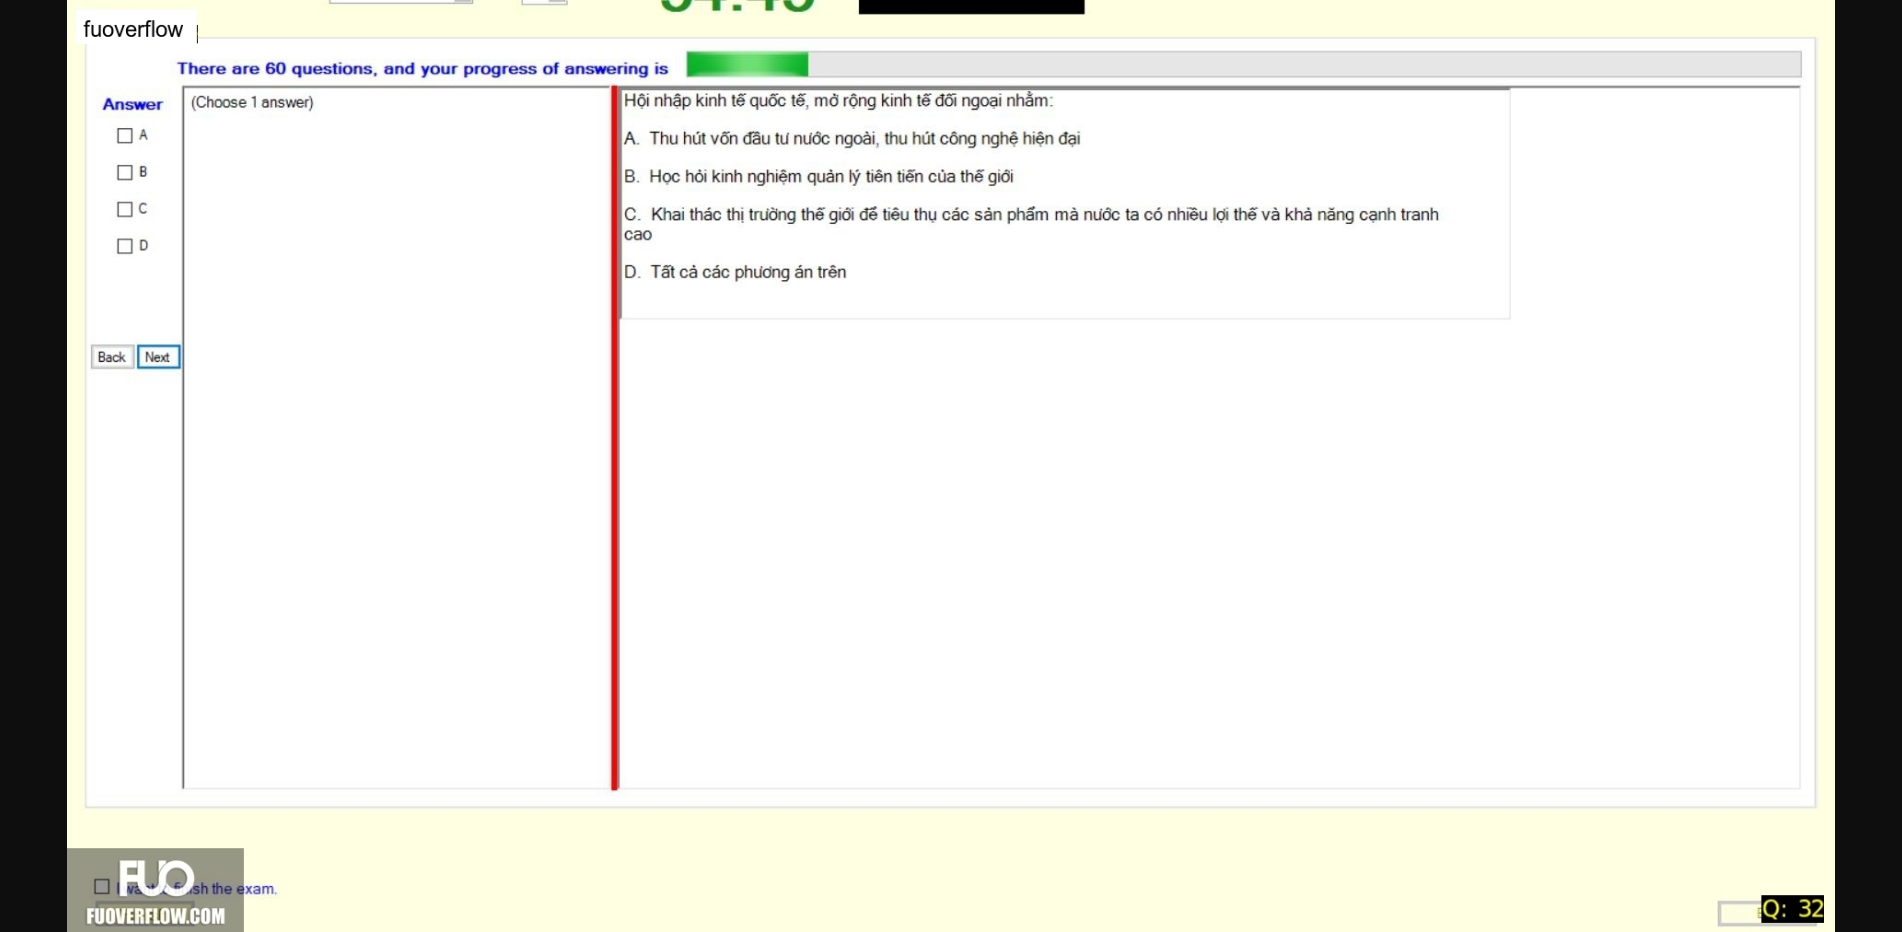 fuoverflow
There are 60 questions, and your progress of answering is
Answer
(Choose 1 answer)
A
B
C
D
Back
Next
Hội nhập kinh tế quốc tế, mở rộng kinh tế đối ngoại nhằm:
A. Thu hút vốn đầu tư nước ngoài, thu hút công nghệ hiện đại
B. Học hỏi kinh nghiệm quản lý tiên tiến của thế giới
C. Khai thác thị trường thế giới để tiêu thụ các sản phẩm mà nước ta có nhiều lợi thế và khả năng cạnh tranh
cao
D. Tất cả các phương án trên
FUO
the exam.
FUOVERFLOW.COM
Q: 32